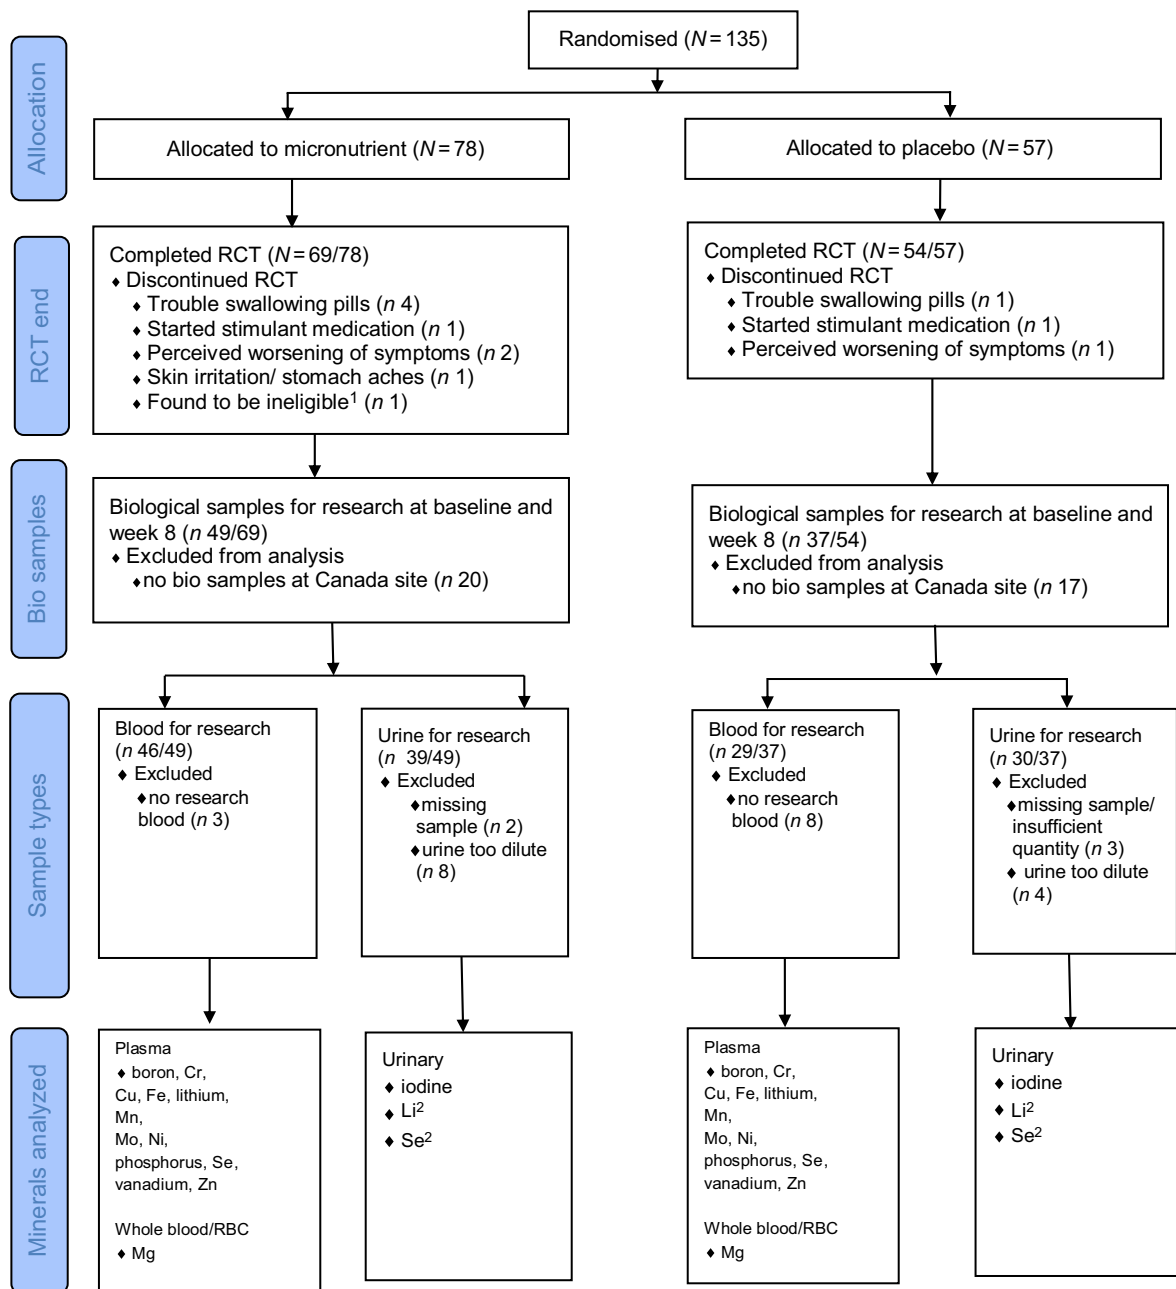 Allocation
Randomised (N = 135)
Allocated to micronutrient (N = 78)
Allocated to placebo (N = 57)
RCT end
Completed RCT (N = 69/78)
♦ Discontinued RCT
♦ Trouble swallowing pills (n 4)
♦ Started stimulant medication (n 1)
♦ Perceived worsening of symptoms (n 2)
♦ Skin irritation/ stomach aches (n 1)
♦ Found to be ineligible¹ (n 1)
Completed RCT (N = 54/57)
♦ Discontinued RCT
♦ Trouble swallowing pills (n 1)
♦ Started stimulant medication (n 1)
♦ Perceived worsening of symptoms (n 1)
Bio samples
Biological samples for research at baseline and
week 8 (n 49/69)
♦ Excluded from analysis
♦no bio samples at Canada site (n 20)
Biological samples for research at baseline and
week 8 (n 37/54)
♦ Excluded from analysis
♦no bio samples at Canada site (n 17)
Sample types
Blood for research
(n 46/49)
♦ Excluded
♦no research
blood (n 3)
Urine for research
(n 39/49)
♦ Excluded
♦missing
sample (n 2)
♦urine too dilute
(n 8)
Blood for research
(n 29/37)
♦ Excluded
♦no research
blood (n 8)
Urine for research
(n 30/37)
♦ Excluded
♦missing sample/
insufficient
quantity (n 3)
♦ urine too dilute
(n 4)
Minerals analyzed
Plasma
♦ boron, Cr,
Cu, Fe, lithium,
Mn,
Mo, Ni,
phosphorus, Se,
vanadium, Zn
Whole blood/RBC
♦ Mg
Urinary
♦ iodine
♦ Li²
♦ Se²
Plasma
♦ boron, Cr,
Cu, Fe, lithium,
Mn,
Mo, Ni,
phosphorus, Se,
vanadium, Zn
Whole blood/RBC
♦ Mg
Urinary
♦ iodine
♦ Li²
♦ Se²